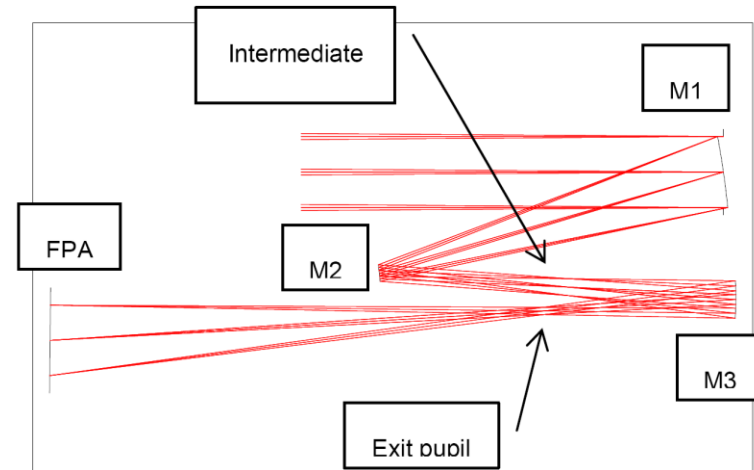 Intermediate
M1
FPA
M2
M3
Exit pupil